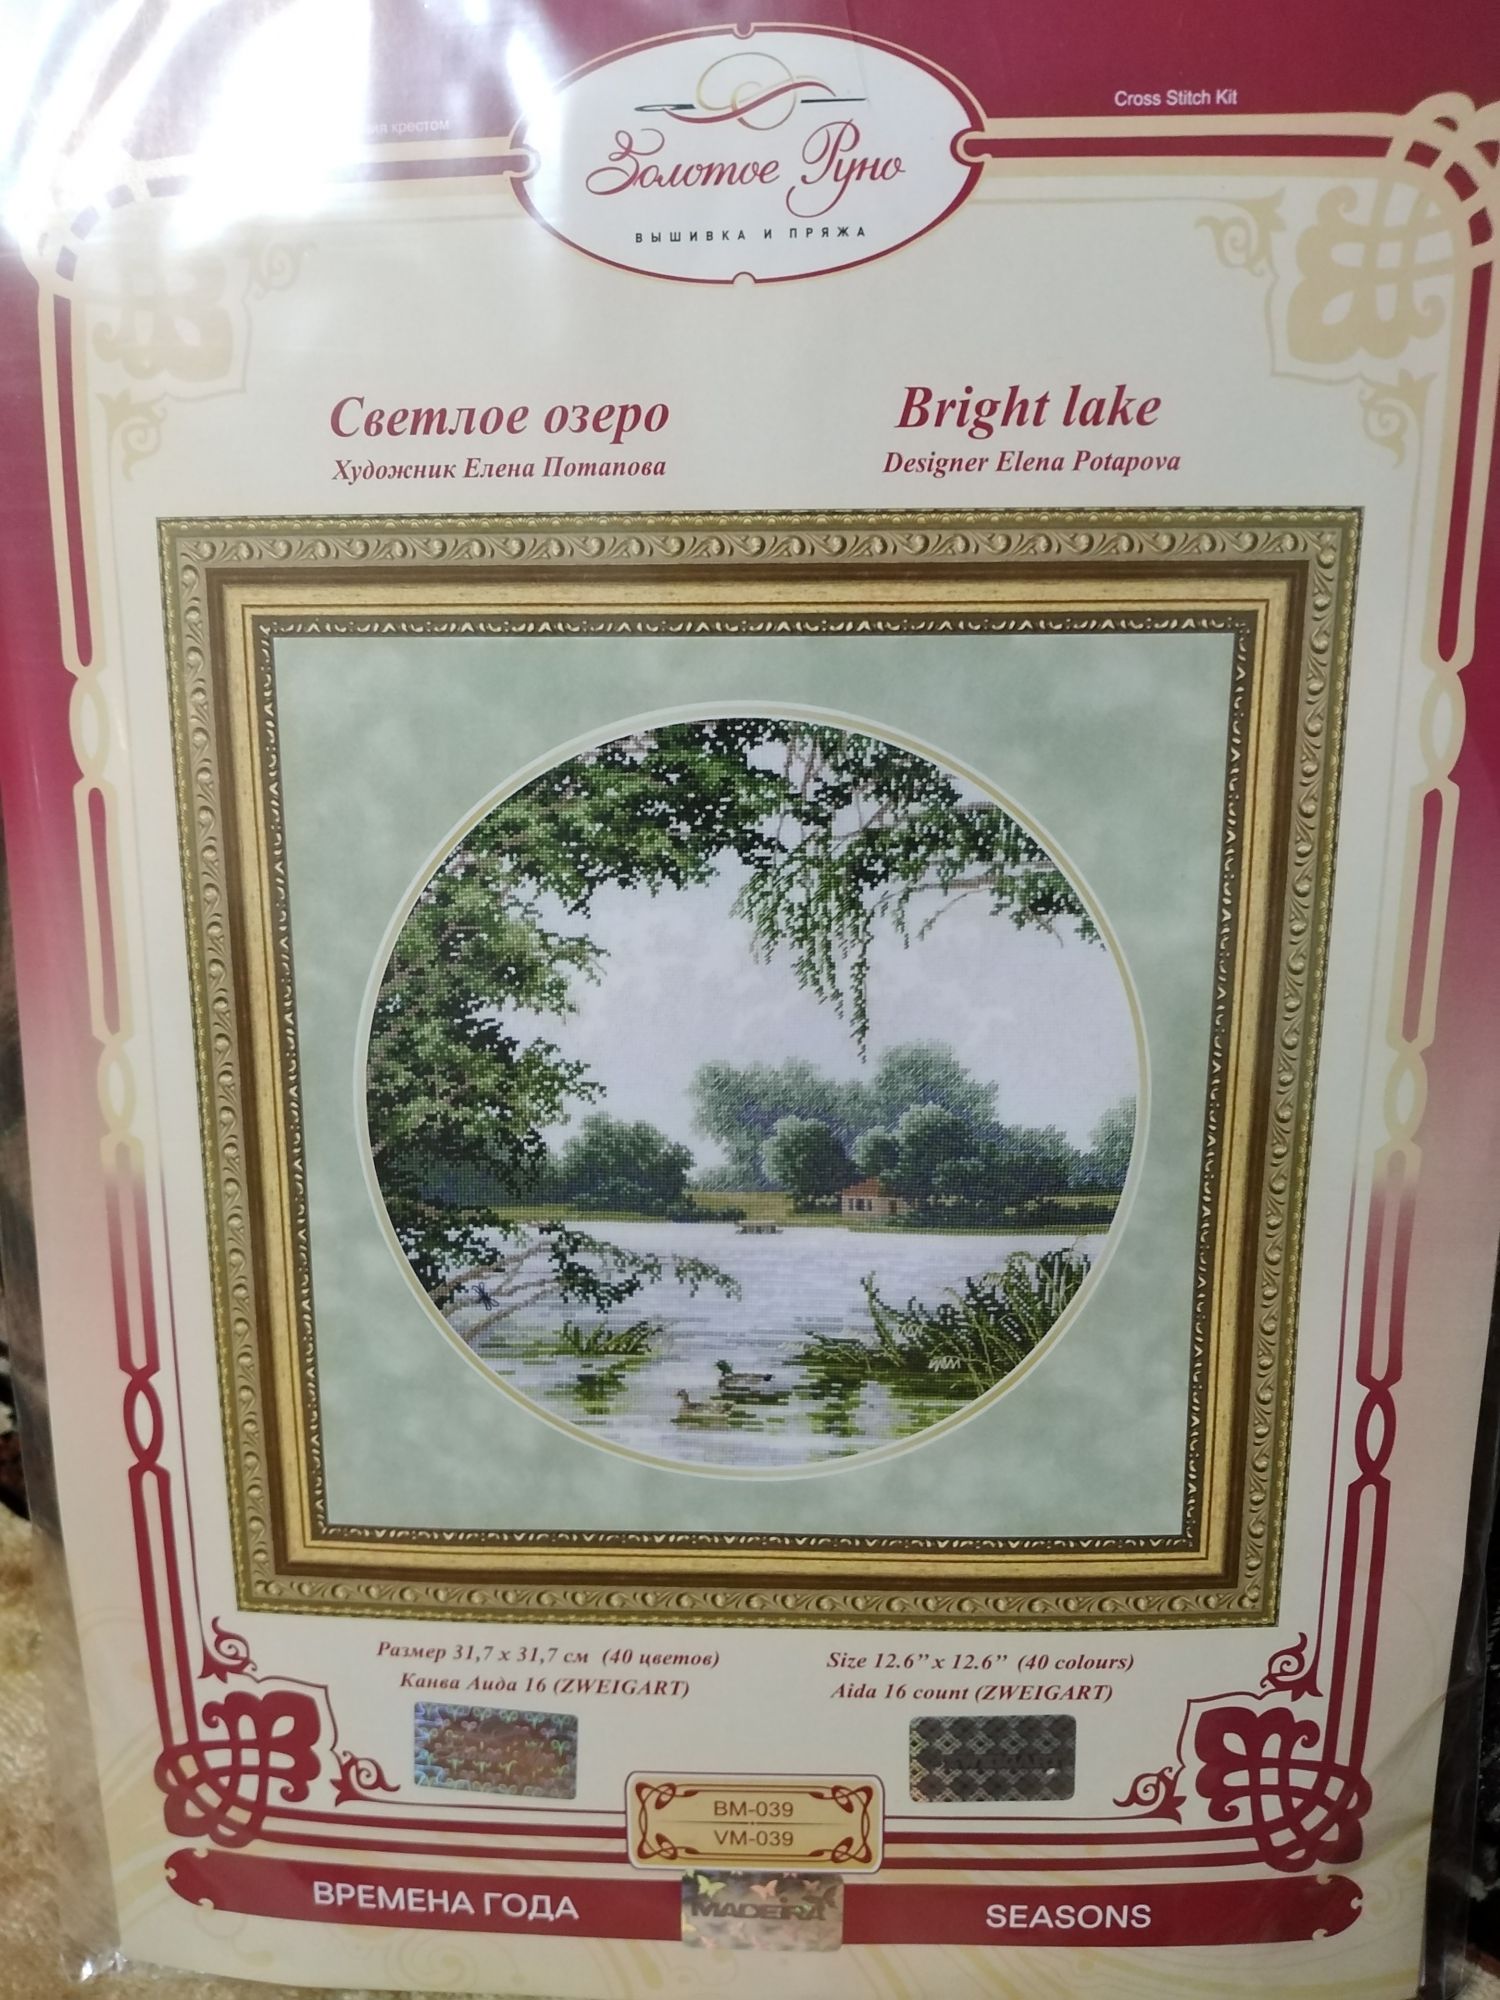 Cross Stitch Kit
крестом
Золотое Руно
ВЫШИВКА И ПРЯЖА
Светлое озеро
Художник Елена Потапова
Bright lake
Designer Elena Potapova
Размер 31,7 х 31,7 см (40 цветов)
Канва Аида 16 (ZWEIGART)
Size 12.6” x 12.6” (40 colours)
Aida 16 count (ZWEIGART)
ВМ-039
VM-039
ВРЕМЕНА ГОДА
MADEIRA
SEASONS